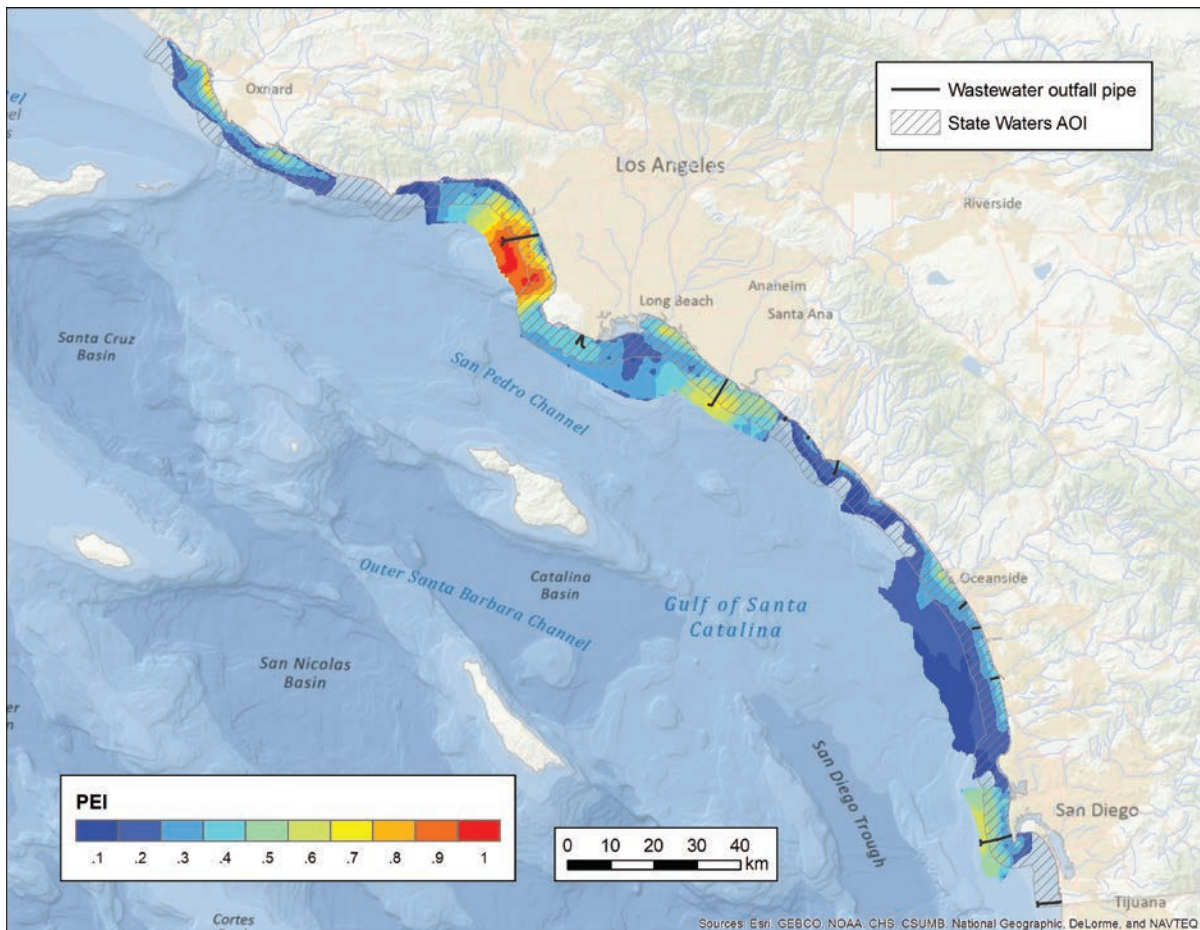 Oxnard
Wastewater outfall pipe
State Waters AOI
Los Angeles
Riverside
Long Beach
Anaheim
Santa Ana
Santa Cruz
Basin
San Pedro Channel
Outer Santa Barbara Channel
Catalina
Basin
Gulf of Santa
Catalina
Oceanside
San Nicolas
Basin
San Diego Trough
San Diego
PEI
.1 .2 .3 .4 .5 .6 .7 .8 .9 1
0 10 20 30 40
km
Tijuana
Cortes
Sources: Esri, GEBCO, NOAA, CHS, CSUMB, National Geographic, DeLorme, and NAVTEQ